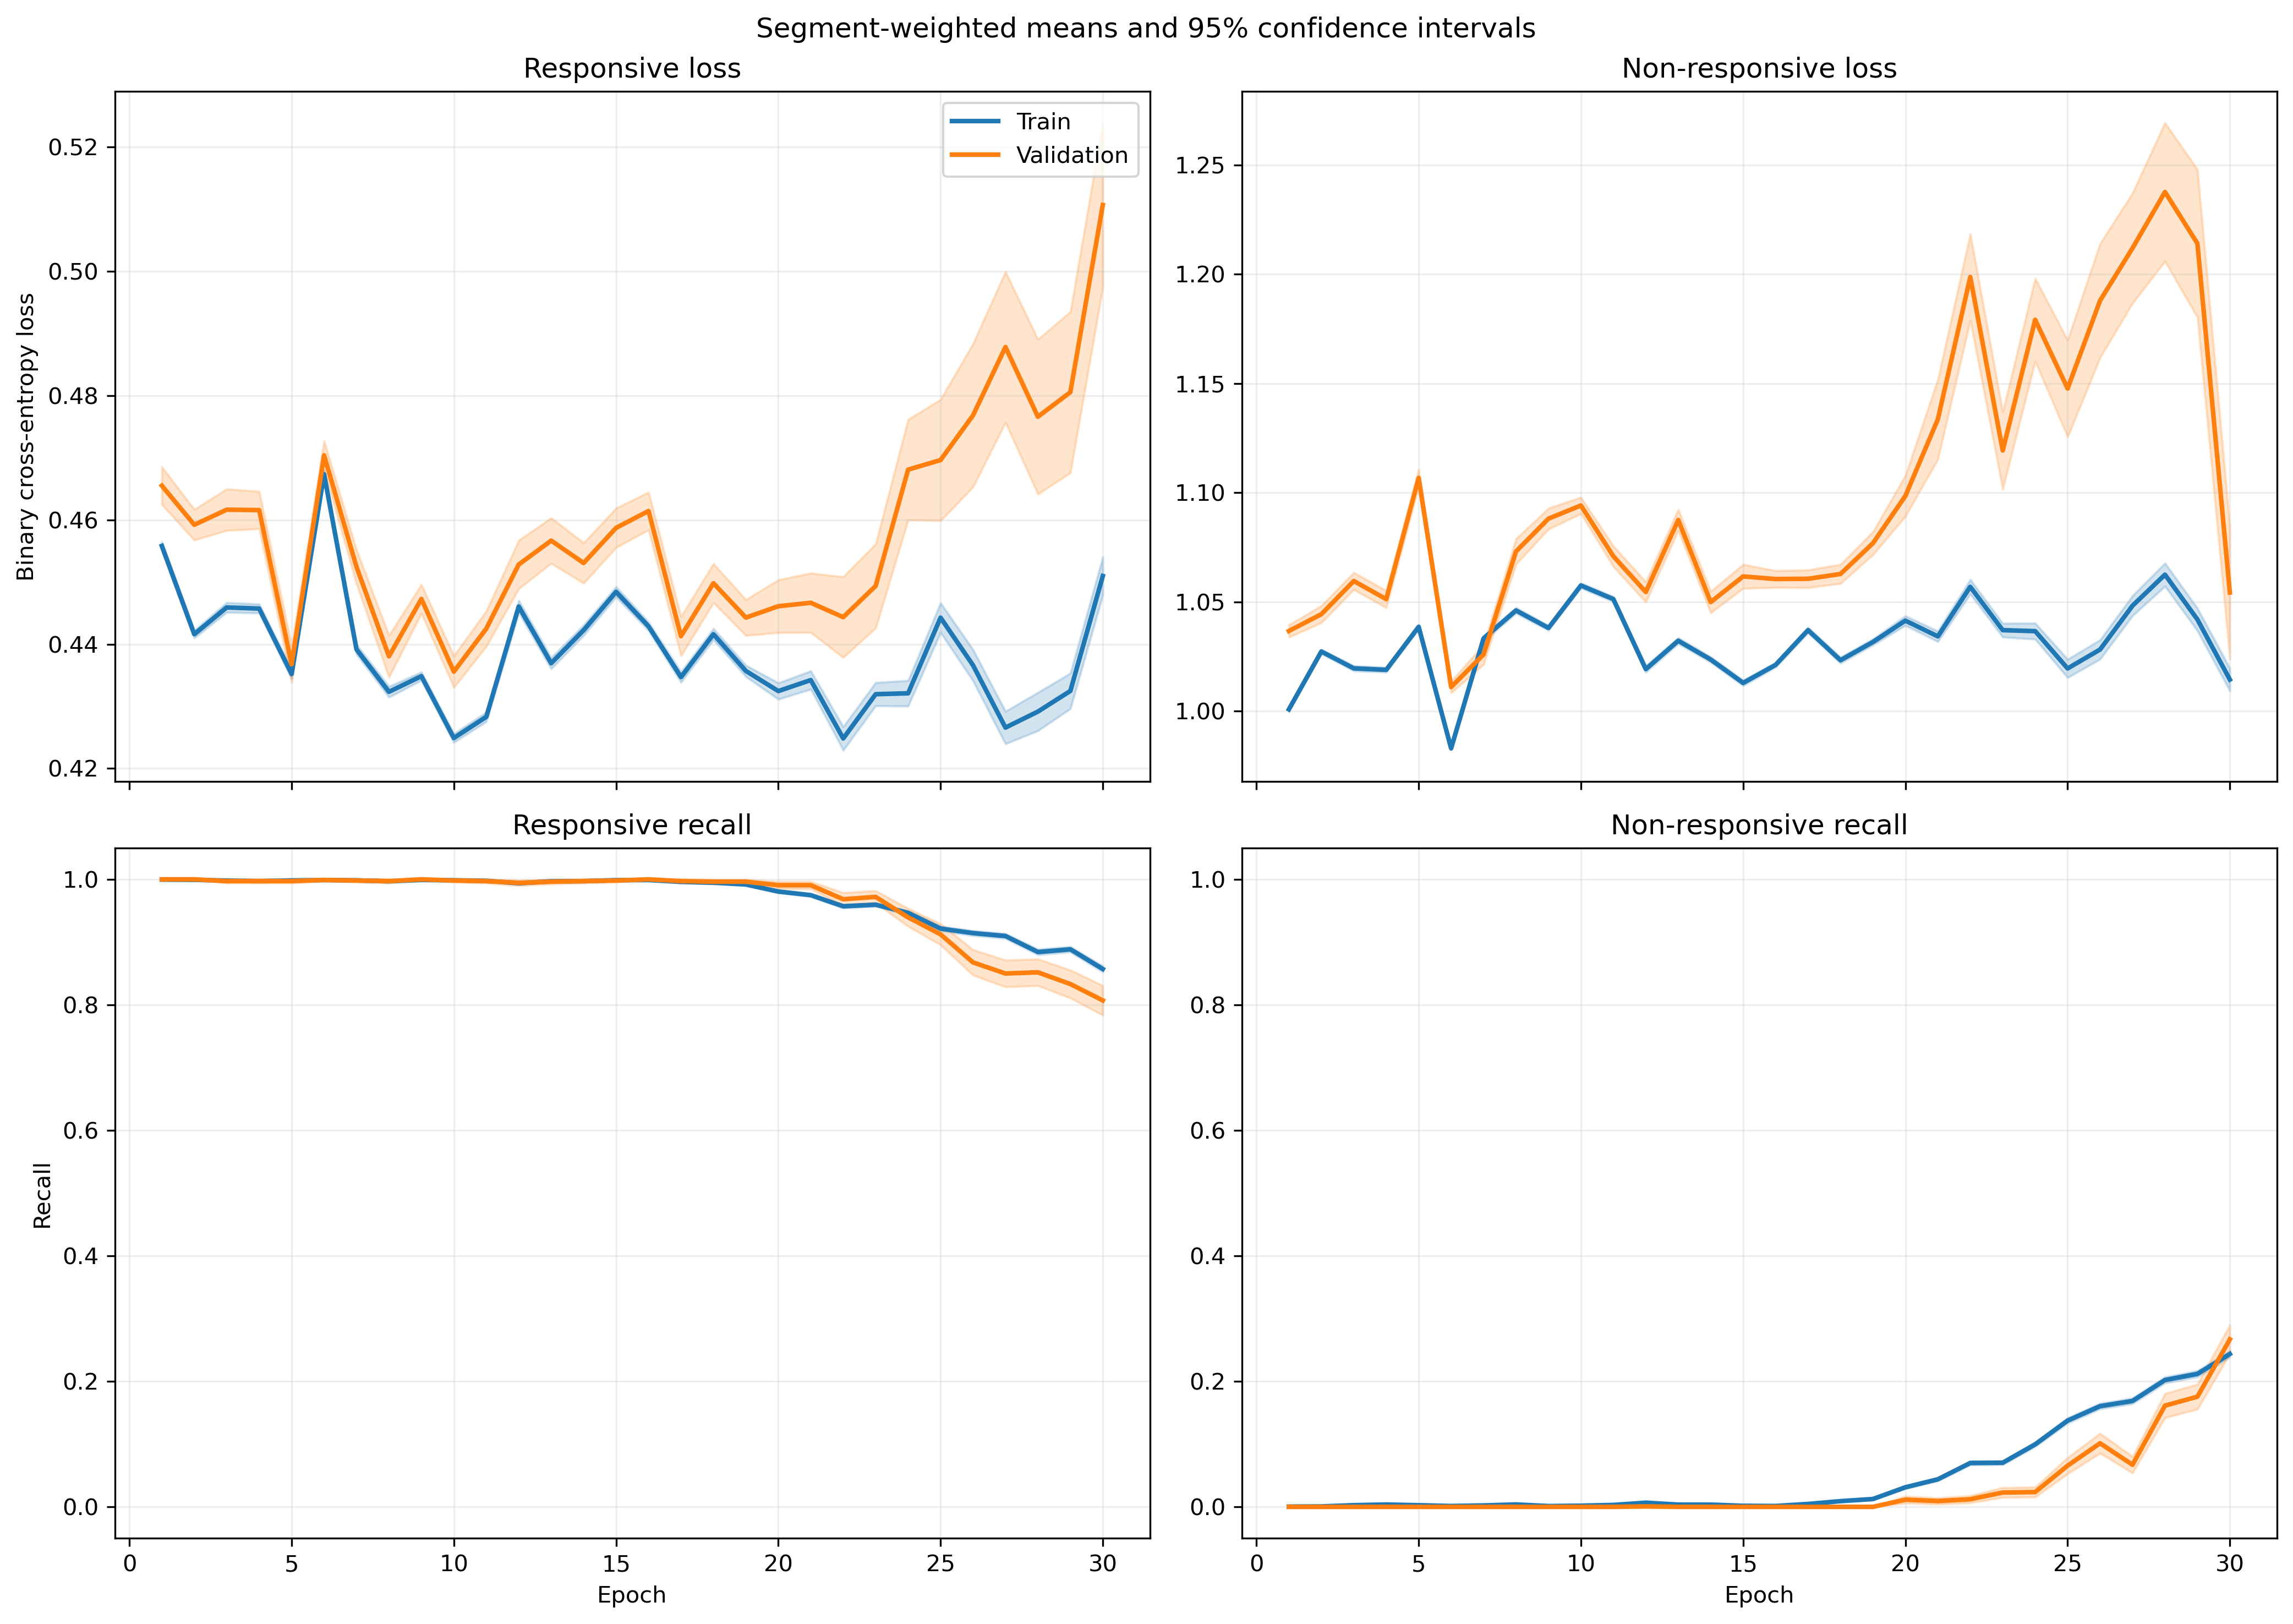 Segment-weighted means and 95% confidence intervals
Responsive loss
Non-responsive loss
Train
Validation
Binary cross-entropy loss
0.52
0.50
0.48
0.46
0.44
0.42
1.25
1.20
1.15
1.10
1.05
1.00
Responsive recall
Non-responsive recall
Recall
1.0
0.8
0.6
0.4
0.2
0.0
1.0
0.8
0.6
0.4
0.2
0.0
0 5 10 15 20 25 30
0 5 10 15 20 25 30
Epoch
Epoch